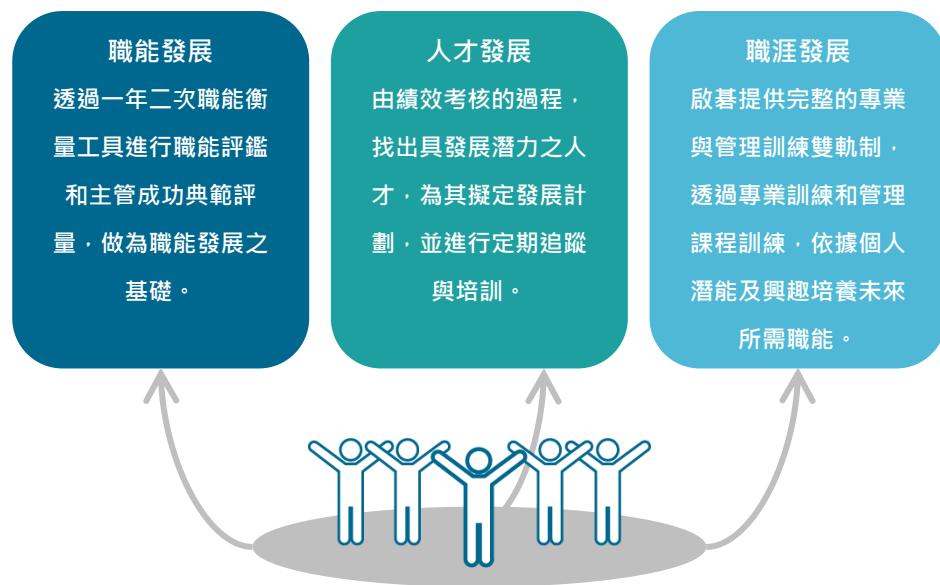 職能發展
透過一年二次職能衡
量工具進行職能評鑑
和主管成功典範評
量，做為職能發展之
基礎。
人才發展
由績效考核的過程，
找出具發展潛力之人
才，為其擬定發展計
劃，並進行定期追蹤
與培訓。
職涯發展
啟碁提供完整的專業
與管理訓練雙軌制，
透過專業訓練和管理
課程訓練，依據個人
潛能及興趣培養未來
所需職能。